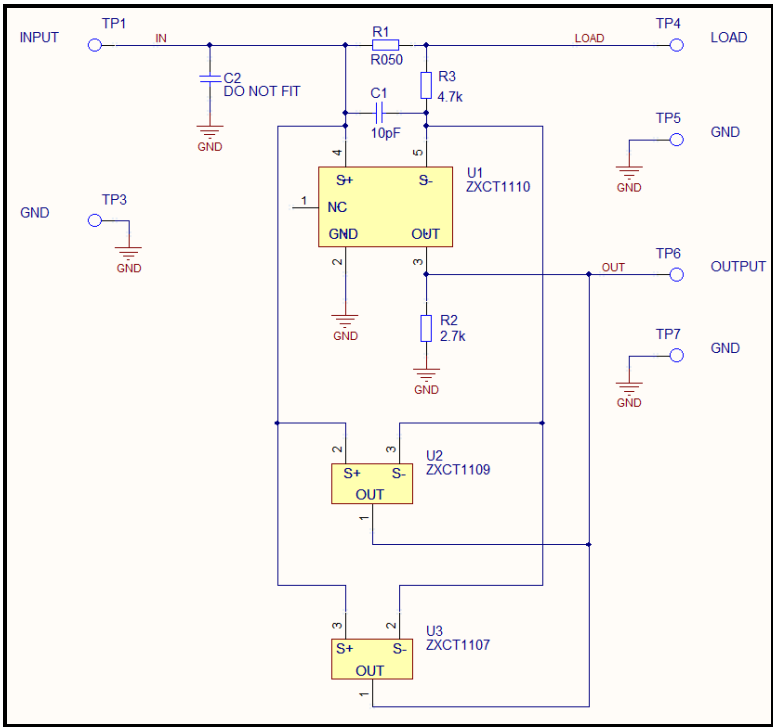 TP1
TP4
INPUT
IN
R1
R050
LOAD
LOAD
C2
DO NOT FIT
GND
R3
4.7k
C1
10pF
TP5
GND
GND
4
5
U1
ZXCT1110
S+
S-
1
NC
GND
OUT
2
3
TP3
GND
GND
TP6
OUT
OUTPUT
GND
R2
2.7k
GND
TP7
GND
GND
2
3
U2
ZXCT1109
S+
S-
OUT
1
3
2
U3
ZXCT1107
S+
S-
OUT
1